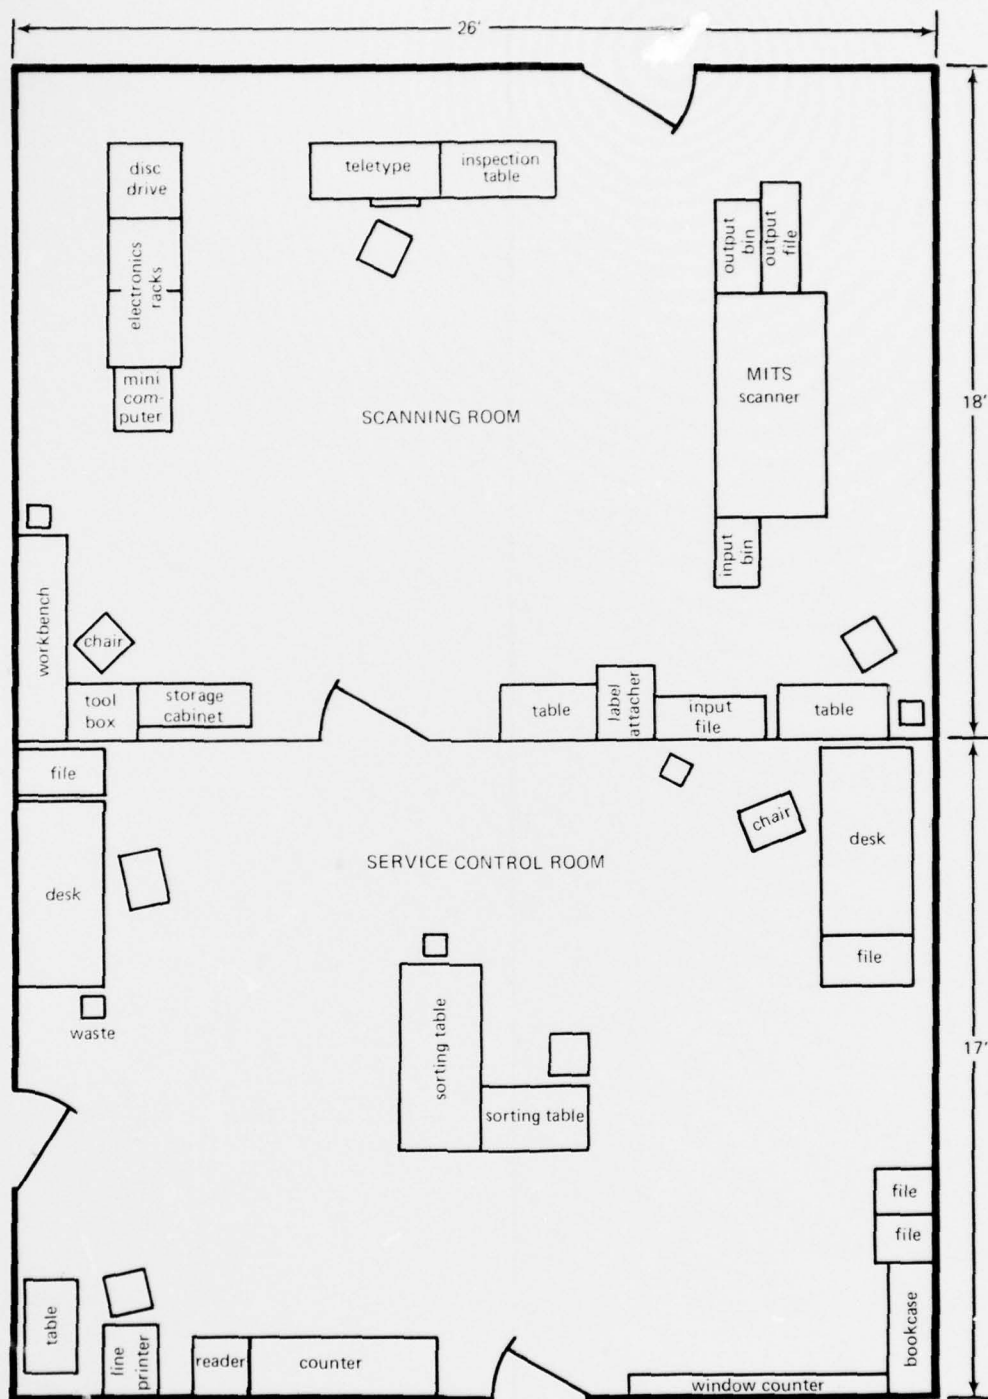 26'
disc
drive
teletype
inspection
table
output
bin
output
file
electronics
racks
MITS
scanner
mini
com-
puter
SCANNING ROOM
18'
input
bin
workbench
chair
tool
box
storage
cabinet
table
label
attacher
input
file
table
file
chair
desk
SERVICE CONTROL ROOM
desk
file
waste
sorting table
17'
sorting table
file
file
table
line
printer
reader
counter
bookcase
window counter